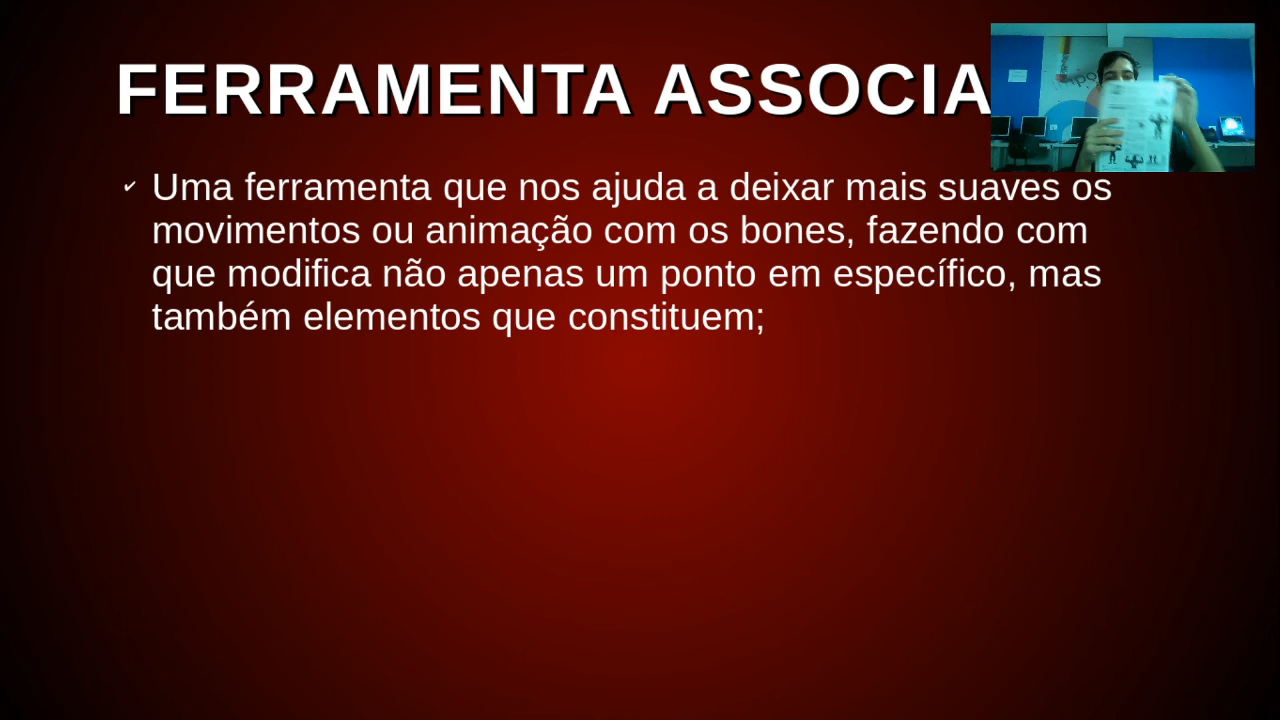 FERRAMENTA ASSOCIA
✔ Uma ferramenta que nos ajuda a deixar mais suaves os
movimentos ou animação com os bones, fazendo com
que modifica não apenas um ponto em específico, mas
também elementos que constituem;